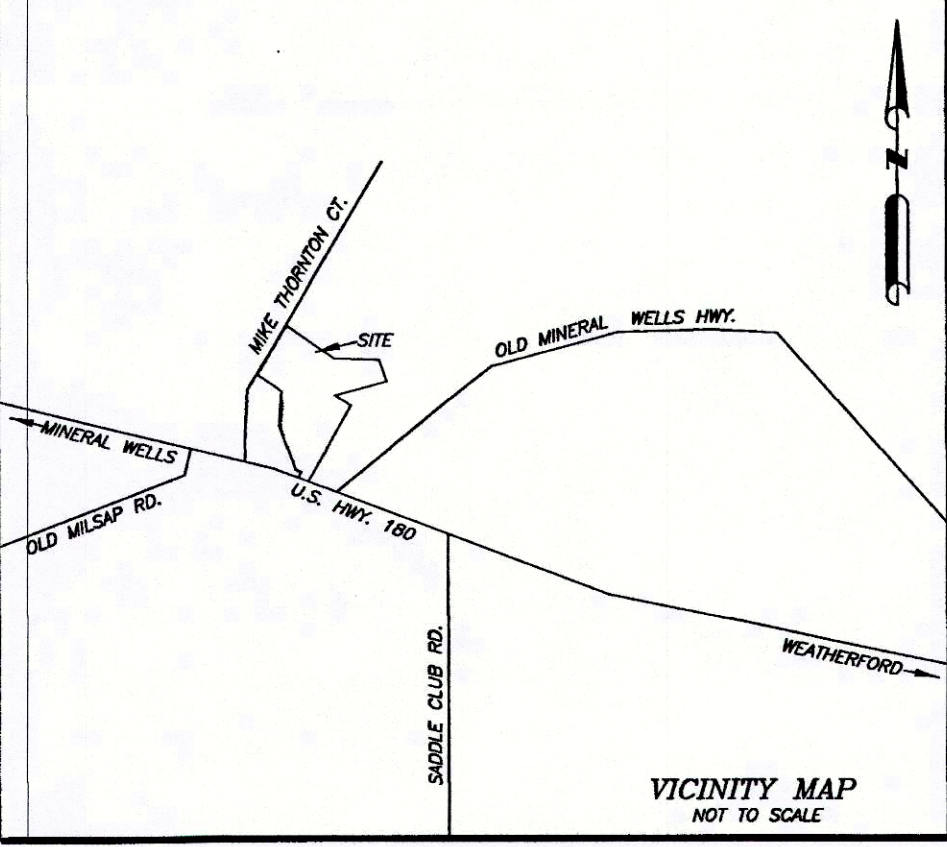 N
MIKE THORNTON CT.
SITE
OLD MINERAL WELLS HWY.
MINERAL WELLS
OLD MILSAP RD.
U.S. HWY. 180
SADDLE CLUB RD.
WEATHERFORD
VICINITY MAP
NOT TO SCALE